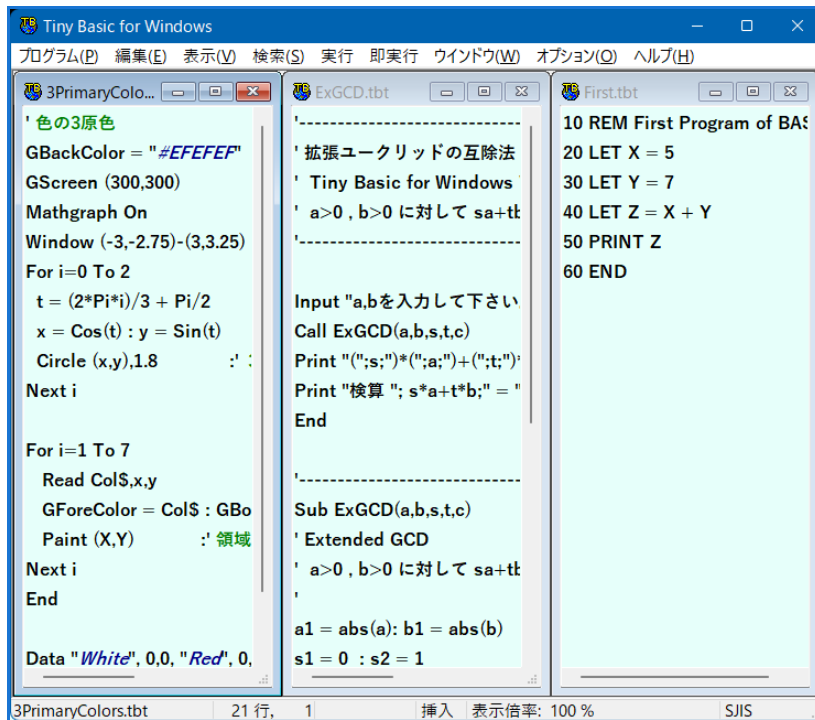 Tiny Basic for Windows
プログラム(P) 編集(E) 表示(V) 検索(S) 実行 即実行 ウインドウ(W) オプション(O) ヘルプ(H)
3PrimaryColo...
' 色の3原色
GBackColor = "#EFEFEF"
GScreen (300,300)
Mathgraph On
Window (-3,-2.75)-(3,3.25)
For i=0 To 2
t = (2*Pi*i)/3 + Pi/2
x = Cos(t) : y = Sin(t)
Circle (x,y),1.8 :'
Next i
For i=1 To 7
Read Col$,x,y
GForeColor = Col$ : GBo
Paint (X,Y) :' 領域
Next i
End
Data "White", 0,0, "Red", 0,
ExGCD.tbt
'----------------------------
' 拡張ユークリッドの互除法
' Tiny Basic for Windows
' a>0 , b>0 に対して sa+tb
'----------------------------
Input "a,bを入力して下さい
Call ExGCD(a,b,s,t,c)
Print "(";s;")*(";a;")+(";t;")*
Print "検算 "; s*a+t*b;" = "
End
'----------------------------
Sub ExGCD(a,b,s,t,c)
' Extended GCD
' a>0 , b>0 に対して sa+tb
'
a1 = abs(a): b1 = abs(b)
s1 = 0 : s2 = 1
First.tbt
10 REM First Program of BAS
20 LET X = 5
30 LET Y = 7
40 LET Z = X + Y
50 PRINT Z
60 END
3PrimaryColors.tbt 21 行, 1 挿入 表示倍率: 100 % SJIS